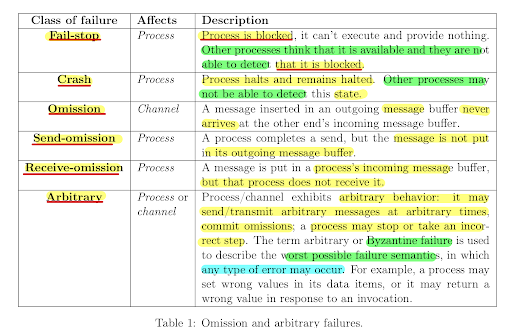 Class of failure Affects Description
Fail-stop Process Process is blocked, it can't execute and provide nothing.
Other processes think that it is available and they are not
able to detect that it is blocked.
Crash Process Process halts and remains halted. Other processes may
not be able to detect this state.
Omission Channel A message inserted in an outgoing message buffer never
arrives at the other end's incoming message buffer.
Send-omission Process A process completes a send, but the message is not put
in its outgoing message buffer.
Receive-omission Process A message is put in a process's incoming message buffer,
but that process does not receive it.
Arbitrary Process or Process/channel exhibits arbitrary behavior: it may
channel send/transmit arbitrary messages at arbitrary times,
commit omissions; a process may stop or take an incor-
rect step. The term arbitrary or Byzantine failure is used
to describe the worst possible failure semantics, in which
any type of error may occur. For example, a process may
set wrong values in its data items, or it may return a
wrong value in response to an invocation.
Table 1: Omission and arbitrary failures.